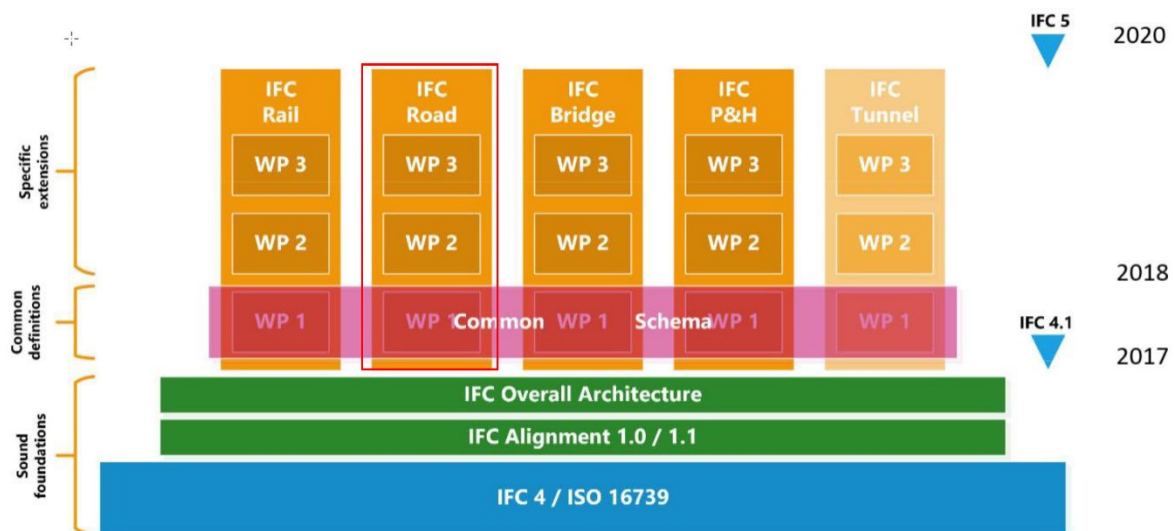 IFC 5
2020
Specific
extensions
IFC
Rail
IFC
Road
IFC
Bridge
IFC
P&H
IFC
Tunnel
WP 3
WP 3
WP 3
WP 3
WP 3
WP 2
WP 2
WP 2
WP 2
WP 2
2018
Common
definitions
WP 1
WP 1
Common
WP 1
Schema
WP 1
WP 1
IFC 4.1
2017
Sound
foundations
IFC Overall Architecture
IFC Alignment 1.0 / 1.1
IFC 4 / ISO 16739